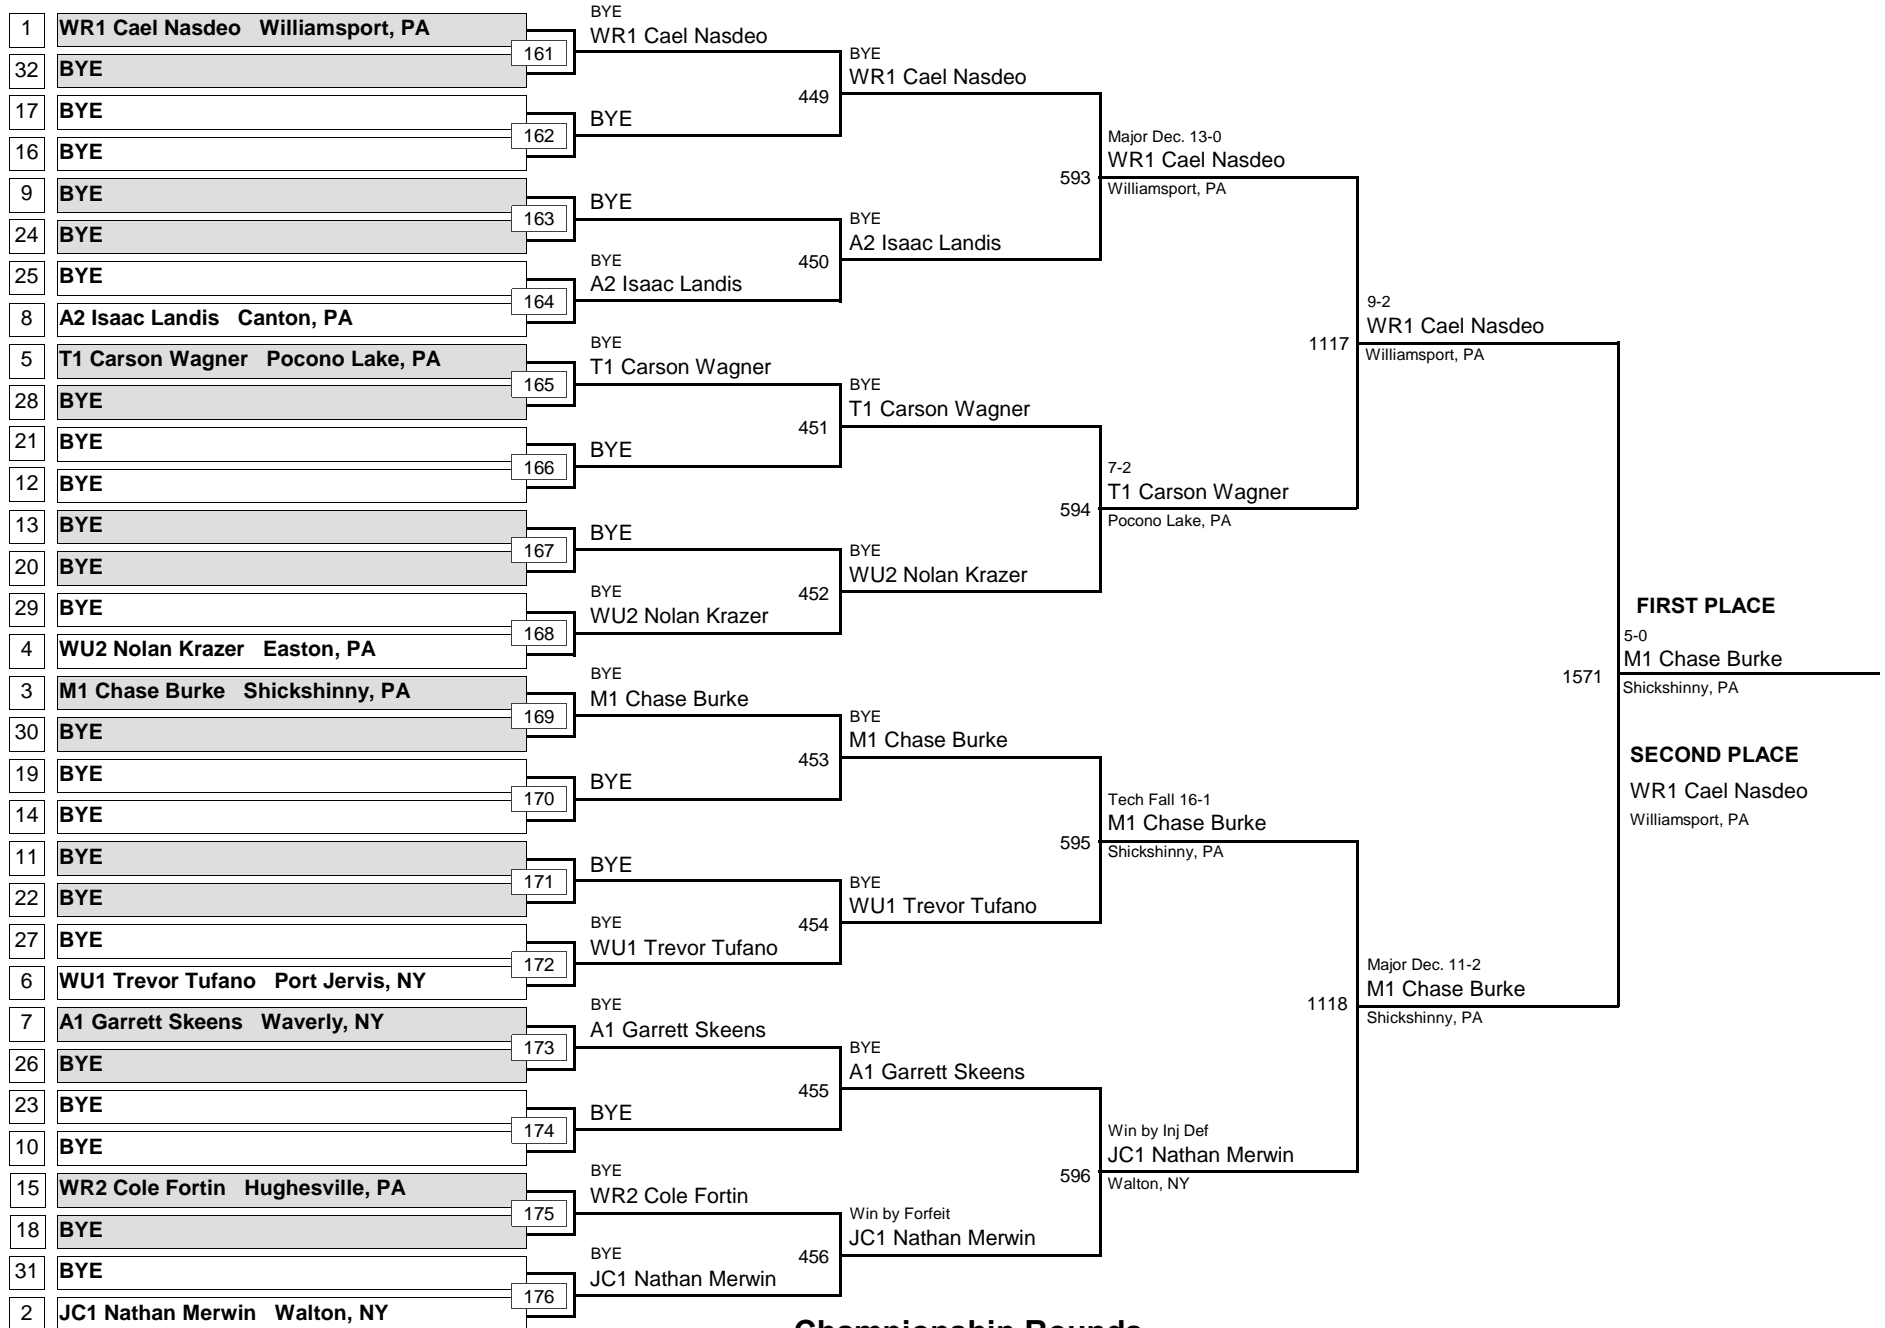 1 WR1 Cael Nasdeo Williamsport, PA
32 BYE
161
17 BYE
16 BYE
162
9 BYE
24 BYE
163
25 BYE
8 A2 Isaac Landis Canton, PA
164
5 T1 Carson Wagner Pocono Lake, PA
28 BYE
165
21 BYE
12 BYE
166
13 BYE
20 BYE
167
29 BYE
4 WU2 Nolan Krazer Easton, PA
168
3 M1 Chase Burke Shickshinny, PA
30 BYE
169
19 BYE
14 BYE
170
11 BYE
22 BYE
171
27 BYE
6 WU1 Trevor Tufano Port Jervis, NY
172
7 A1 Garrett Skeens Waverly, NY
26 BYE
173
23 BYE
10 BYE
174
15 WR2 Cole Fortin Hughesville, PA
18 BYE
175
31 BYE
2 JC1 Nathan Merwin Walton, NY
176
BYE
WR1 Cael Nasdeo
449
BYE
BYE
450
BYE
A2 Isaac Landis
BYE
T1 Carson Wagner
451
BYE
BYE
452
BYE
WU2 Nolan Krazer
BYE
M1 Chase Burke
453
BYE
BYE
454
BYE
WU1 Trevor Tufano
BYE
A1 Garrett Skeens
455
BYE
BYE
WR2 Cole Fortin
456
BYE
JC1 Nathan Merwin
BYE
WR1 Cael Nasdeo
593
BYE
A2 Isaac Landis
BYE
T1 Carson Wagner
594
BYE
WU2 Nolan Krazer
BYE
M1 Chase Burke
595
BYE
WU1 Trevor Tufano
BYE
A1 Garrett Skeens
596
Win by Forfeit
JC1 Nathan Merwin
Major Dec. 13-0
WR1 Cael Nasdeo
Williamsport, PA
1117
7-2
T1 Carson Wagner
Pocono Lake, PA
Tech Fall 16-1
M1 Chase Burke
Shickshinny, PA
1118
Win by Inj Def
JC1 Nathan Merwin
Walton, NY
9-2
WR1 Cael Nasdeo
Williamsport, PA
1571
Major Dec. 11-2
M1 Chase Burke
Shickshinny, PA
FIRST PLACE
5-0
M1 Chase Burke
Shickshinny, PA
SECOND PLACE
WR1 Cael Nasdeo
Williamsport, PA
Championship Rounds